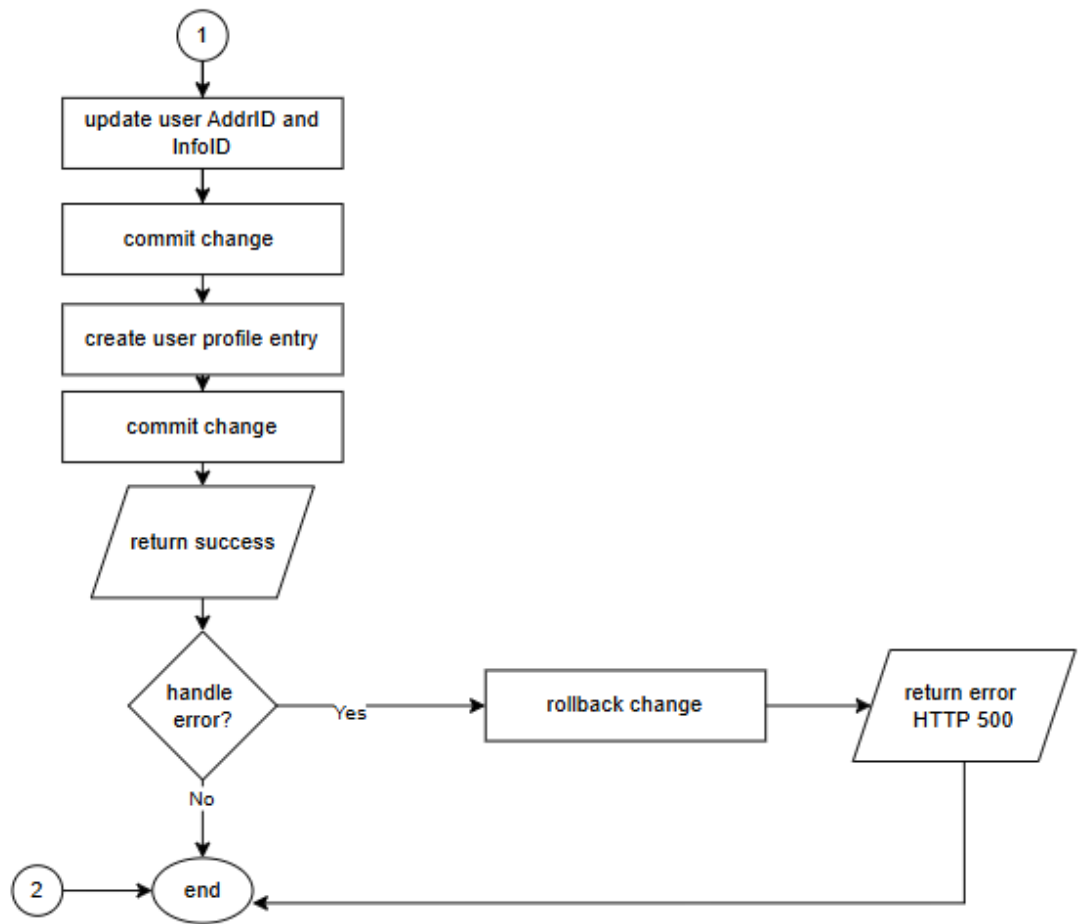 1
update user AddrID and
InfoID
commit change
create user profile entry
commit change
return success
handle
error?
Yes
rollback change
return error
HTTP 500
No
2
end